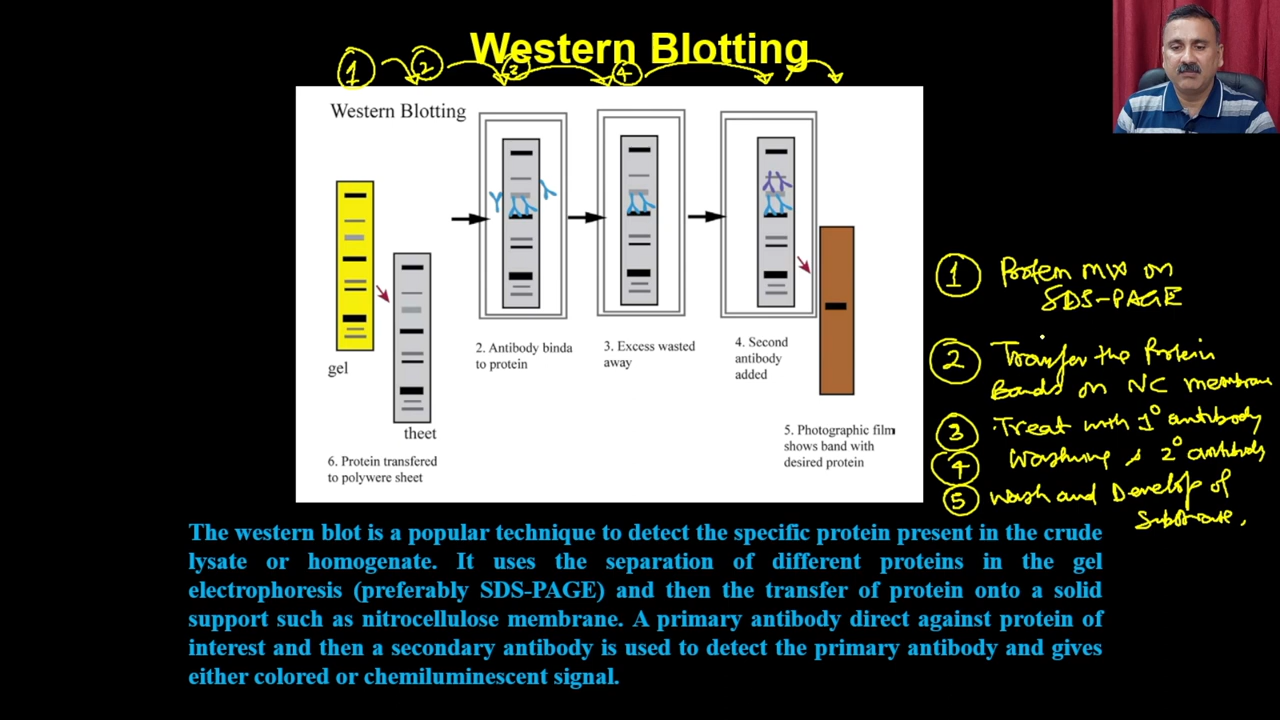 Western Blotting
1 2 3 4
Western Blotting
gel
theet
6. Protein transferred
to polywere sheet
2. Antibody binda
to protein
3. Excess wasted
away
4. Second
antibody
added
5. Photographic film
shows band with
desired protein
1 Protein mix on
SDS-PAGE
2 Transfer the Protein
Bands on NC membrane
3 Treat with 1° antibody
4 Washing & 2° antibody
5 Wash and Develop of
Substrate.
The western blot is a popular technique to detect the specific protein present in the crude
lysate or homogenate. It uses the separation of different proteins in the gel
electrophoresis (preferably SDS-PAGE) and then the transfer of protein onto a solid
support such as nitrocellulose membrane. A primary antibody direct against protein of
interest and then a secondary antibody is used to detect the primary antibody and gives
either colored or chemiluminescent signal.